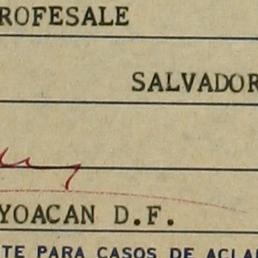 ROFESALE
SALVADOR
YOACAN D.F.
TE PARA CASOS DE ACLA